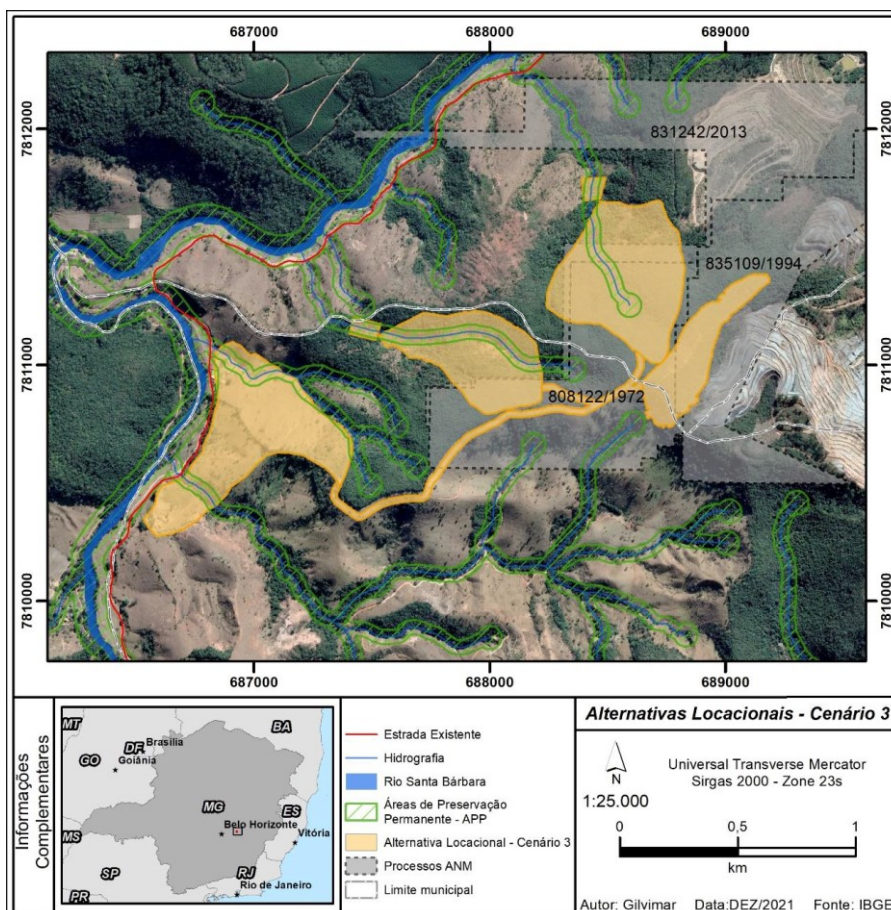 687000
688000
689000
7812000
7812000
831242/2013
835109/1994
7811000
7811000
808122/1972
7810000
7810000
687000
688000
689000
Informações
Complementares
MT
BA
DF
Brasília
GO
Goiânia
MG
ES
Belo Horizonte
Vitória
MS
SP
RJ
Rio de Janeiro
PR
Estrada Existente
Hidrografia
Rio Santa Bárbara
Áreas de Preservação
Permanente - APP
Alternativa Locacional - Cenário 3
Processos ANM
Limite municipal
Alternativas Locacionais - Cenário 3
N
1:25.000
Universal Transverse Mercator
Sirgas 2000 - Zone 23s
0 0,5 1
km
Autor: Gilvimar Data:DEZ/2021 Fonte: IBGE